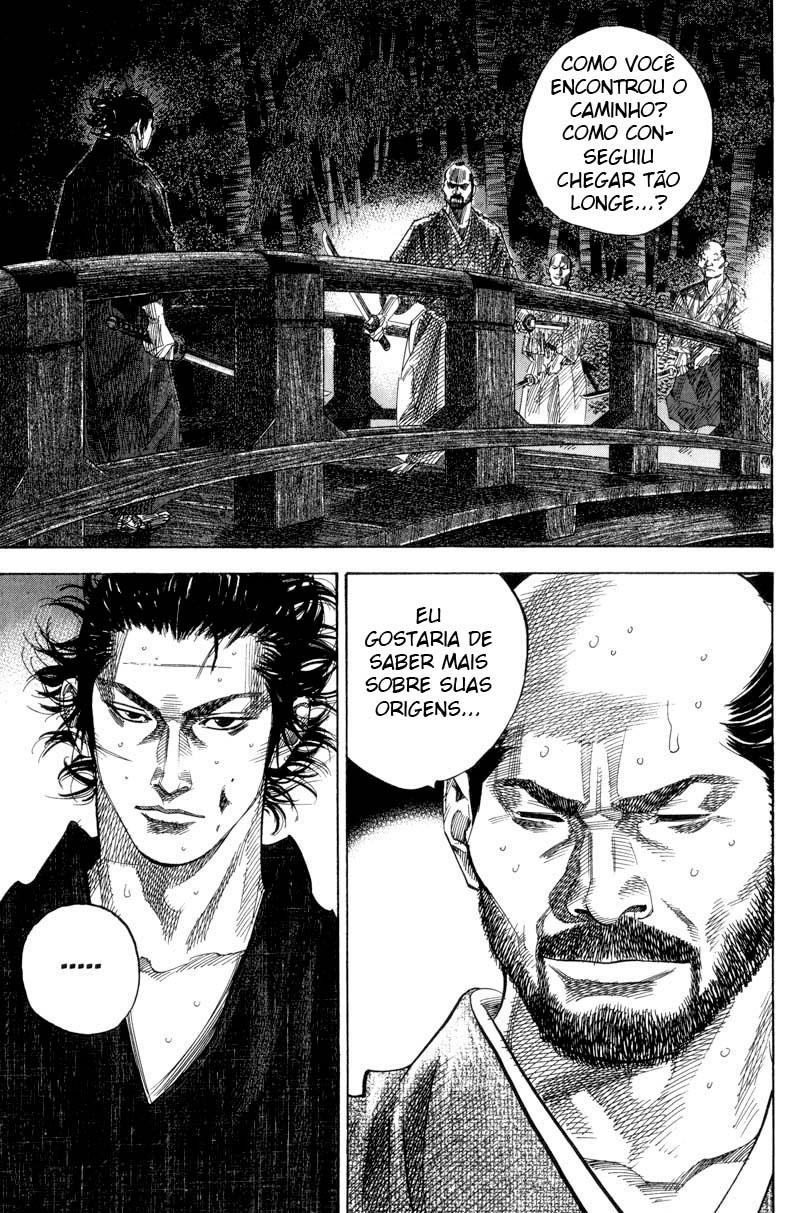 COMO VOCÊ
ENCONTROU O
CAMINHO?
COMO CON-
SEGUIU
CHEGAR TÃO
LONGE...?
EU
GOSTARIA DE
SABER MAIS
SOBRE SUAS
ORIGENS...
.....